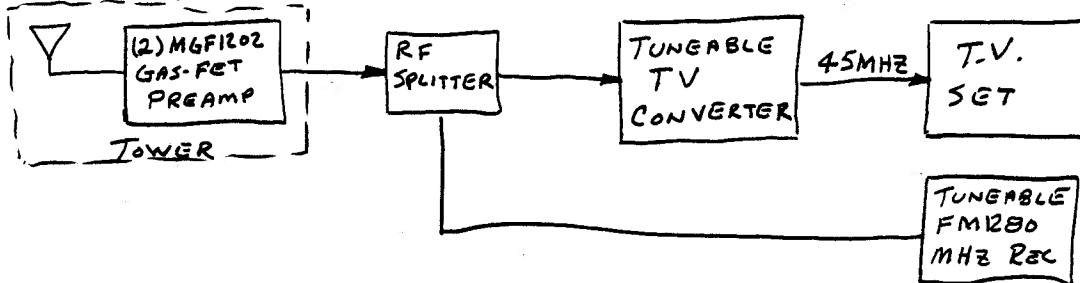 (2) MGF1202
GAS-FET
PREAMP
TOWER
RF
SPLITTER
TUNEABLE
TV
CONVERTER
45MHZ
T.V.
SET
TUNEABLE
FM1280
MHZ REC